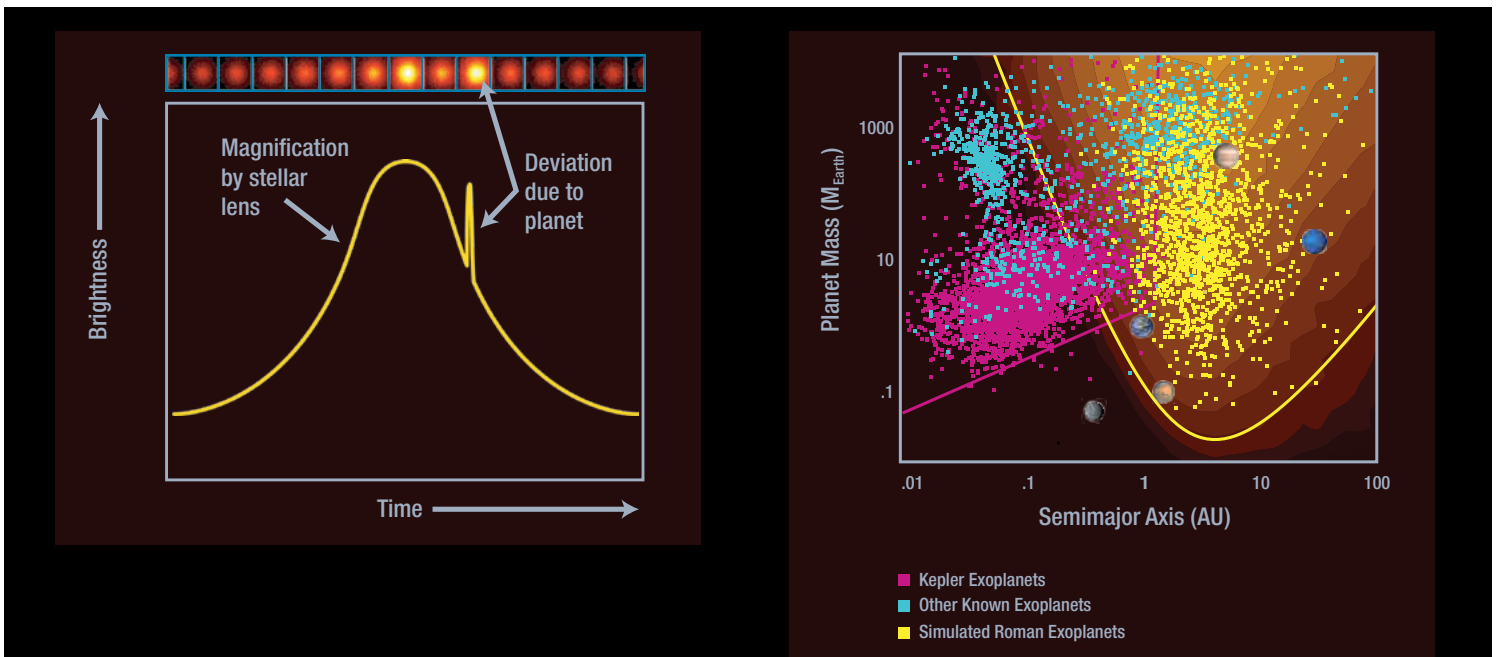 Magnification
by stellar
lens
Deviation
due to
planet
Brightness
Time
Planet Mass (M_Earth)
1000
10
.1
.01
.1
1
10
100
Semimajor Axis (AU)
Kepler Exoplanets
Other Known Exoplanets
Simulated Roman Exoplanets